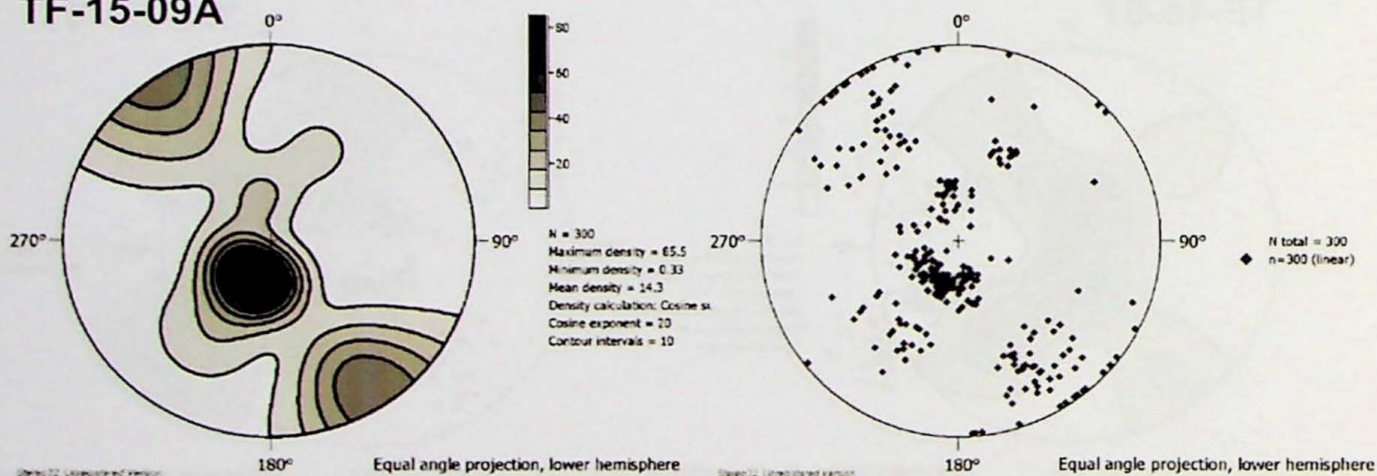 TF-15-09A
0°
270°
90°
180°
80
60
40
20
N = 300
Maximum density = 85.5
Minimum density = 0.33
Mean density = 14.3
Density calculation: Cosine su
Cosine exponent = 20
Contour intervals = 10
Equal angle projection, lower hemisphere
0°
270°
90°
180°
N total = 300
n=300 (linear)
Equal angle projection, lower hemisphere